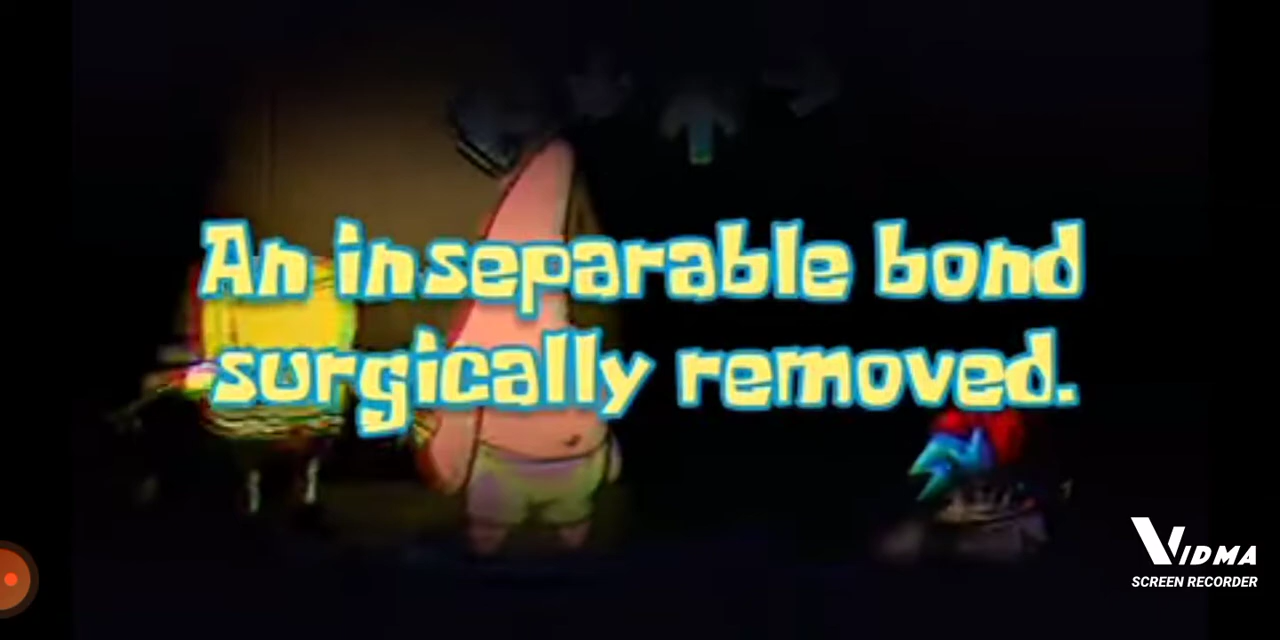 An inseparable bond
surgically removed.
VIDMA
SCREEN RECORDER